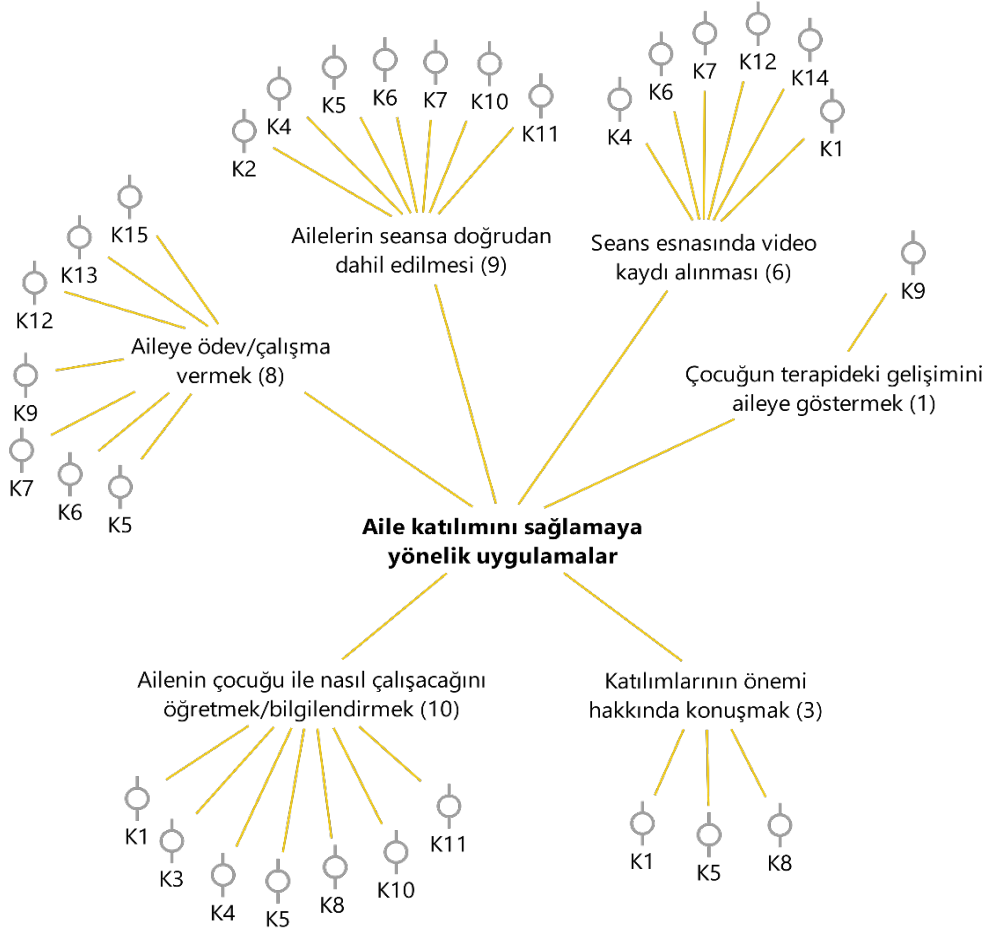 K2
K4
K5
K6
K7
K10
K11
Ailelerin seansa doğrudan
dahil edilmesi (9)
K4
K6
K7
K12
K14
K1
Seans esnasında video
kaydı alınması (6)
K9
Çocuğun terapideki gelişimini
aileye göstermek (1)
K15
K13
K12
K9
K7
K6
K5
Aileye ödev/çalışma
vermek (8)
Aile katılımını sağlamaya
yönelik uygulamalar
Ailenin çocuğu ile nasıl çalışacağını
öğretmek/bilgilendirmek (10)
K1
K3
K4
K5
K8
K10
K11
Katılımlarının önemi
hakkında konuşmak (3)
K1
K5
K8